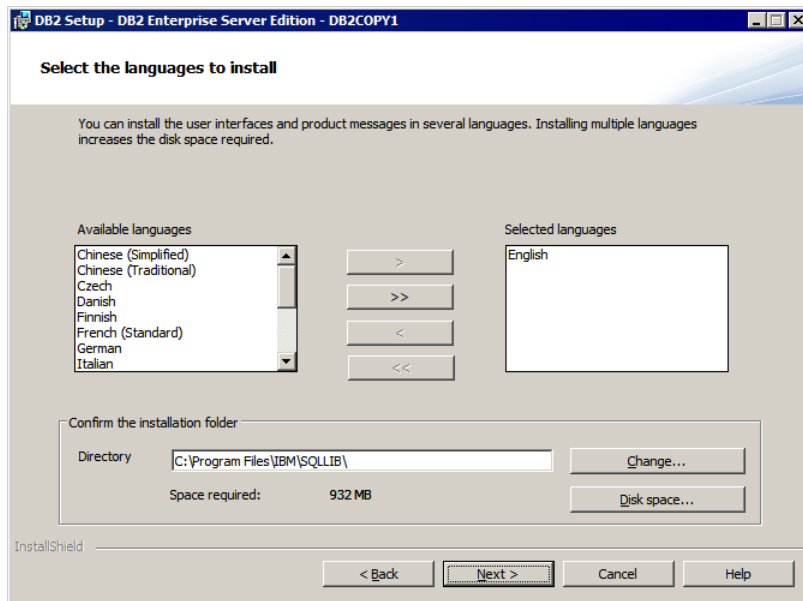 DB2 Setup - DB2 Enterprise Server Edition - DB2COPY1
Select the languages to install
You can install the user interfaces and product messages in several languages. Installing multiple languages
increases the disk space required.
Available languages
Selected languages
Chinese (Simplified)
Chinese (Traditional)
Czech
Danish
Finnish
French (Standard)
German
Italian
>
>>
<
<<
English
Confirm the installation folder
Directory
C:\Program Files\IBM\SQLLIB\
Change...
Space required:
932 MB
Disk space...
InstallShield
< Back
Next >
Cancel
Help